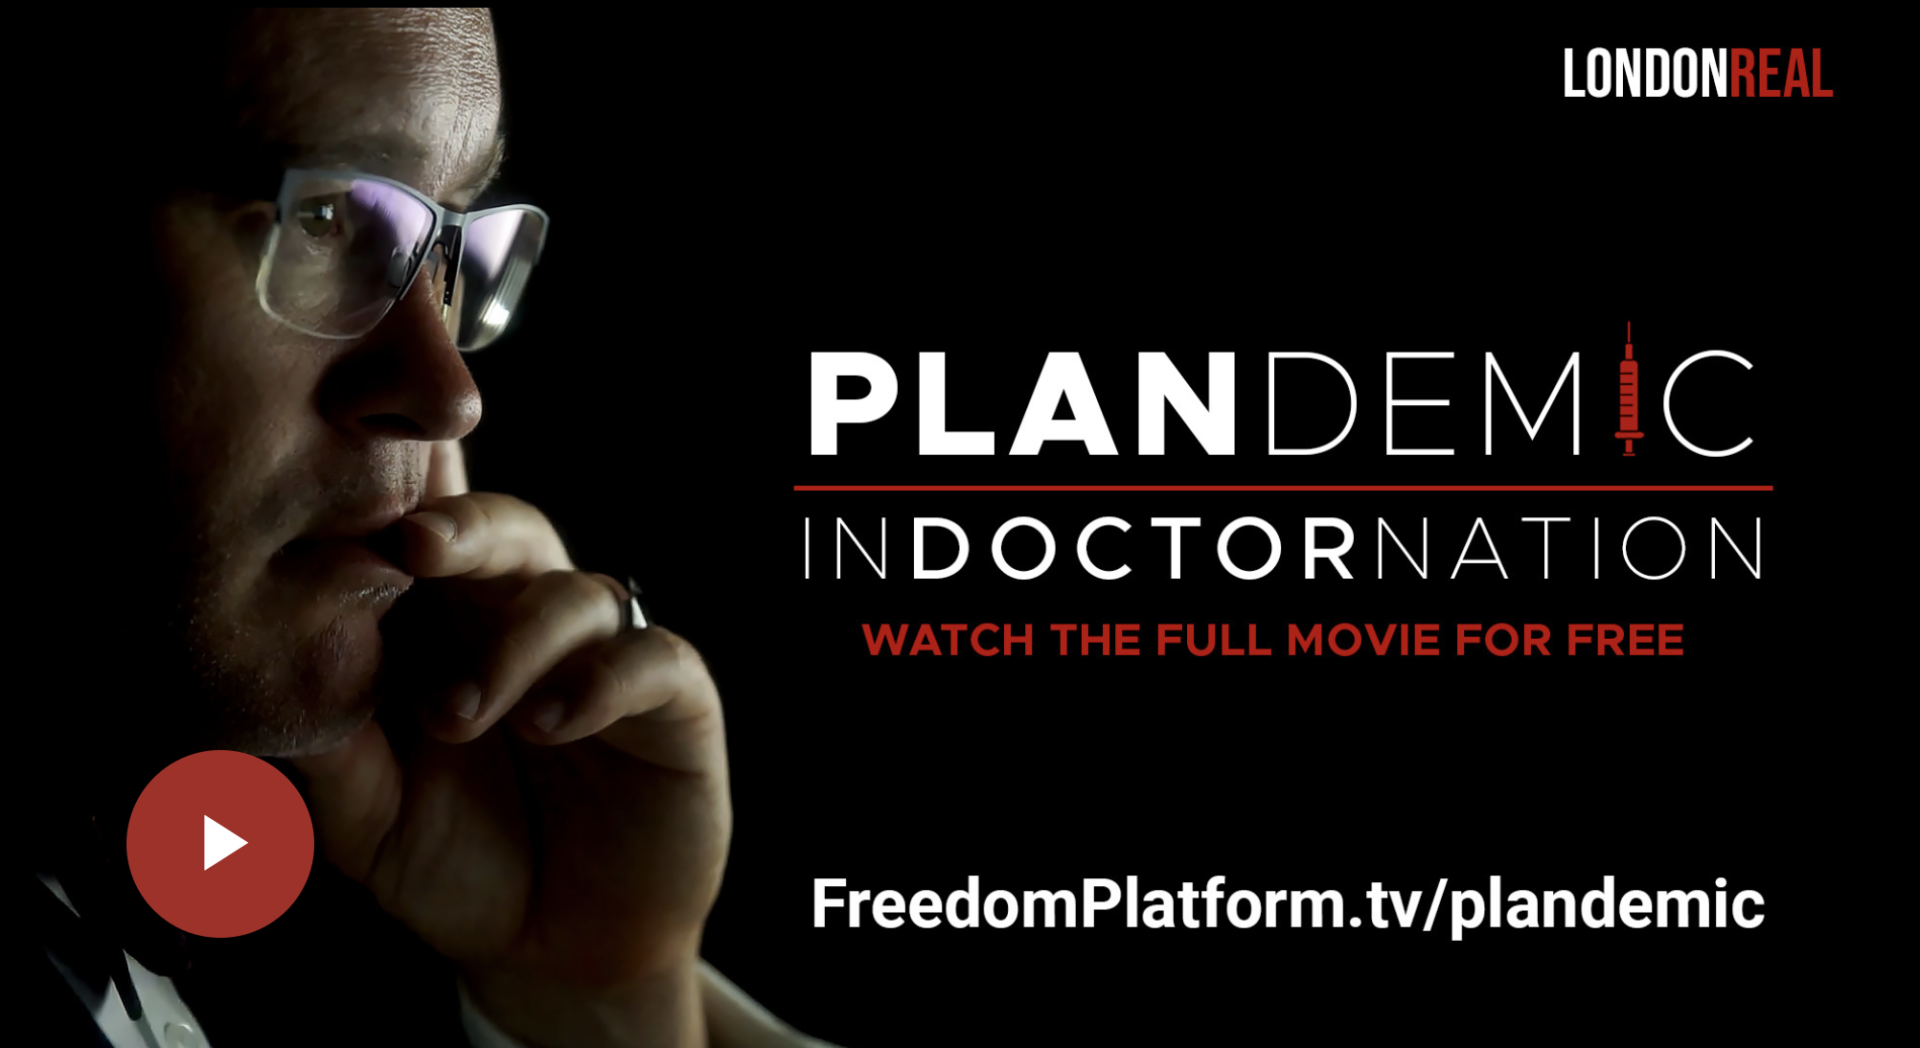 LONDONREAL
PLANDEMIC
INDOCTORNATION
WATCH THE FULL MOVIE FOR FREE
FreedomPlatform.tv/plandemic